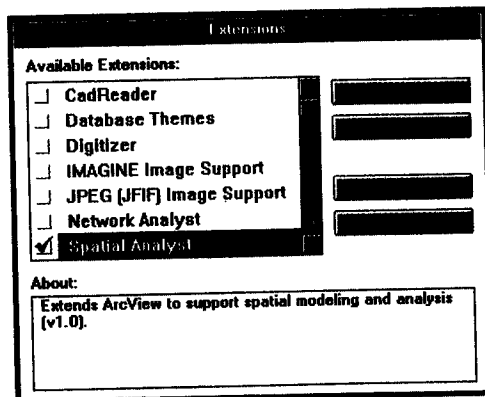 Extensions
Available Extensions:
CadReader
Database Themes
Digitizer
IMAGINE Image Support
JPEG (JFIF) Image Support
Network Analyst
Spatial Analyst
About:
Extends ArcView to support spatial modeling and analysis
(v1.0).